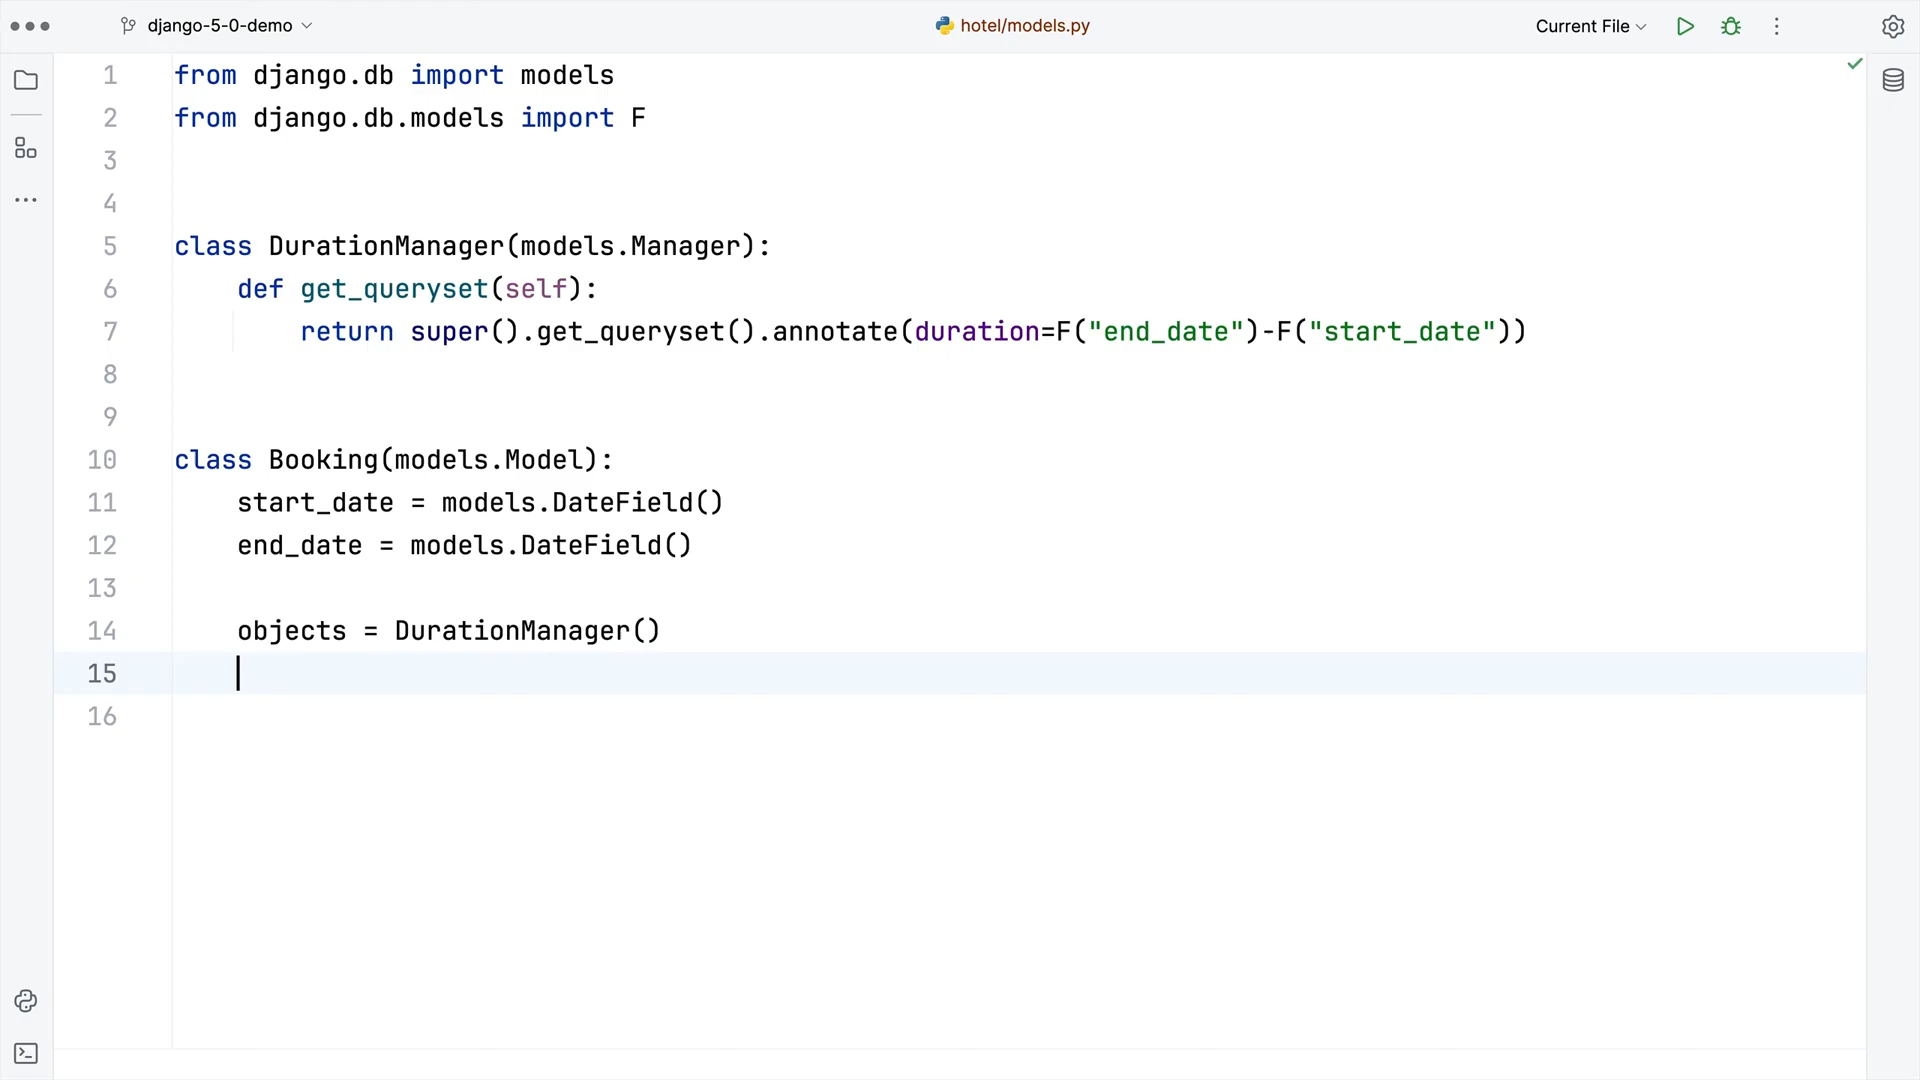 django-5-0-demo
hotel/models.py
Current File
1 from django.db import models
2 from django.db.models import F
3
4
5 class DurationManager(models.Manager):
6     def get_queryset(self):
7         return super().get_queryset().annotate(duration=F("end_date")-F("start_date"))
8
9
10 class Booking(models.Model):
11     start_date = models.DateField()
12     end_date = models.DateField()
13
14     objects = DurationManager()
15
16